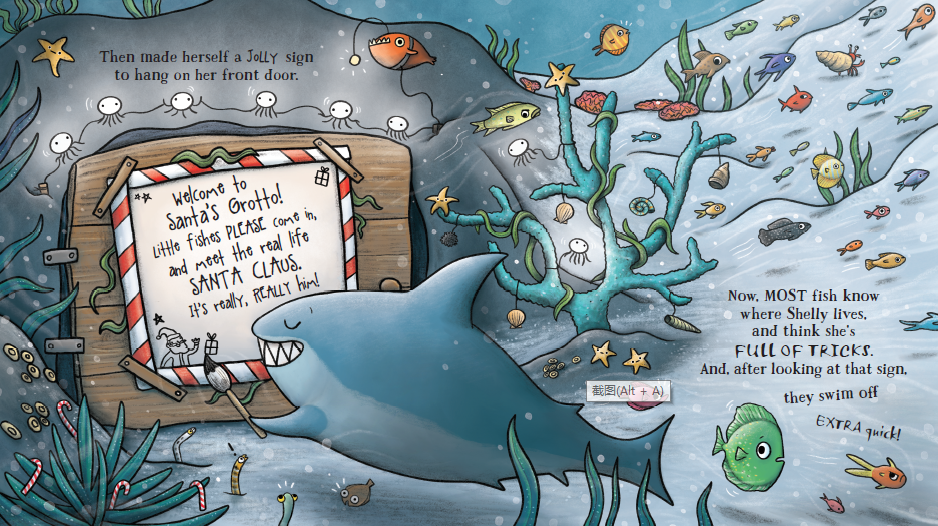 Then made herself a JOLLY sign
to hang on her front door.
Welcome to
Santa's Grotto!
Little fishes PLEASE come in,
and meet the real life
SANTA CLAUS.
It's really, REALLY him!
Now, MOST fish know
where Shelly lives,
and think she's
FULL OF TRICKS.
And, after looking at that sign,
they swim off
EXTRA quick!
截图(Alt + A)
!